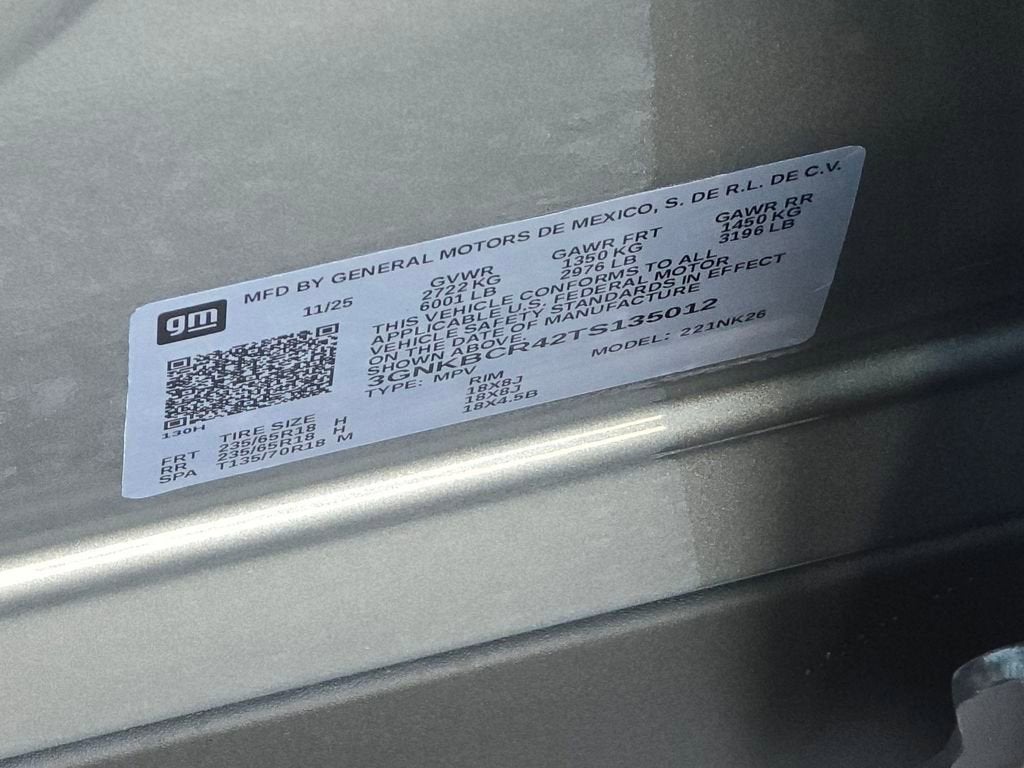 gm
MFD BY GENERAL MOTORS DE MEXICO, S. DE R.L. DE C.V.
11/25 GVWR GAWR FRT GAWR RR
2722 KG 1350 KG 1450 KG
6001 LB 2976 LB 3196 LB
THIS VEHICLE CONFORMS TO ALL
APPLICABLE U.S. FEDERAL MOTOR
VEHICLE SAFETY STANDARDS IN EFFECT
ON THE DATE OF MANUFACTURE
SHOWN ABOVE.
3GNKBCR42TS135012
TYPE: MPV MODEL: 221NK26
130H
TIRE SIZE RIM
FRT 235/65R18 H 18X8J
RR 235/65R18 H 18X8J
SPA T135/70R18 M 18X4.5B